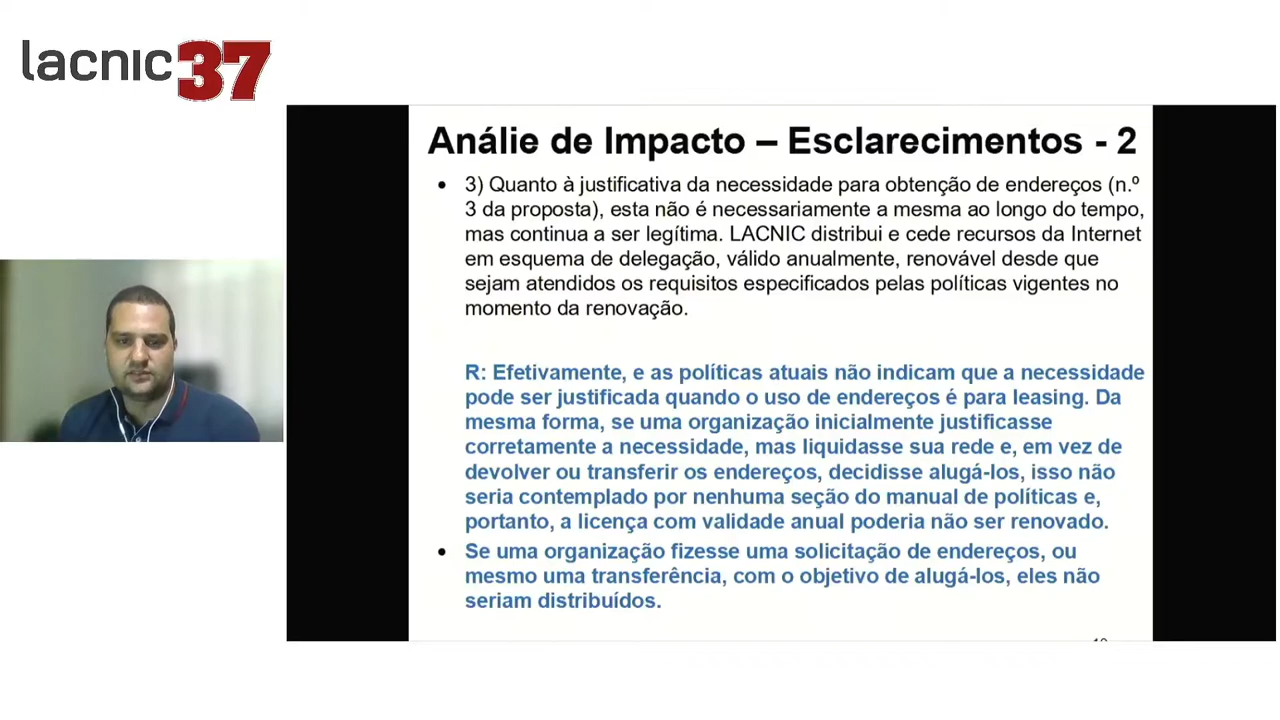 lacnic37
Análie de Impacto – Esclarecimentos - 2
• 3) Quanto à justificativa da necessidade para obtenção de endereços (n.º
3 da proposta), esta não é necessariamente a mesma ao longo do tempo,
mas continua a ser legítima. LACNIC distribui e cede recursos da Internet
em esquema de delegação, válido anualmente, renovável desde que
sejam atendidos os requisitos especificados pelas políticas vigentes no
momento da renovação.
R: Efetivamente, e as políticas atuais não indicam que a necessidade
pode ser justificada quando o uso de endereços é para leasing. Da
mesma forma, se uma organização inicialmente justificasse
corretamente a necessidade, mas liquidasse sua rede e, em vez de
devolver ou transferir os endereços, decidisse alugá-los, isso não
seria contemplado por nenhuma seção do manual de políticas e,
portanto, a licença com validade anual poderia não ser renovado.
• Se uma organização fizesse uma solicitação de endereços, ou
mesmo uma transferência, com o objetivo de alugá-los, eles não
seriam distribuídos.